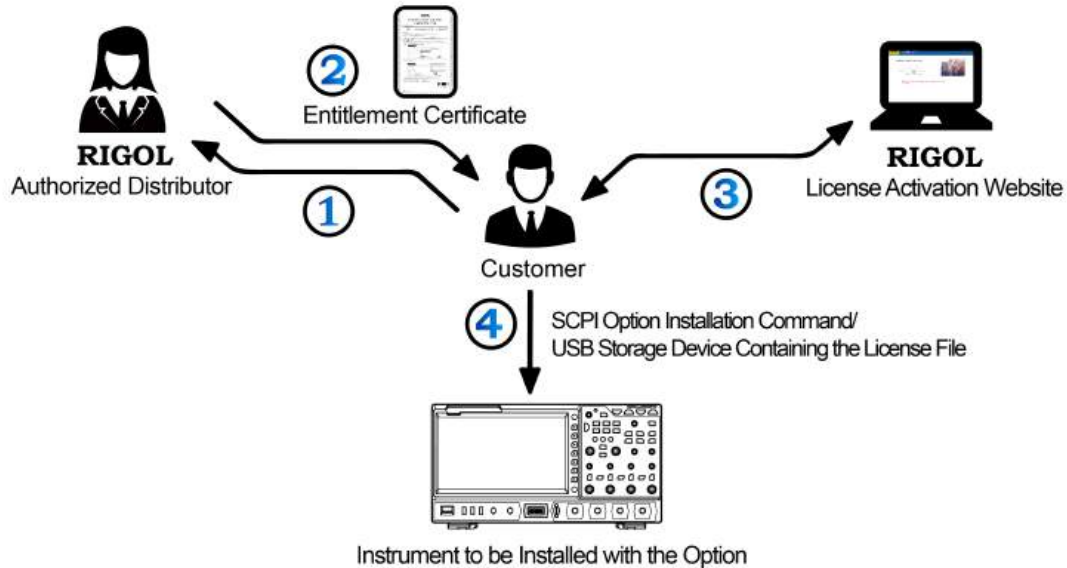 ②
Entitlement Certificate
RIGOL
Authorized Distributor
①
RIGOL
License Activation Website
③
Customer
④
SCPI Option Installation Command/
USB Storage Device Containing the License File
Instrument to be Installed with the Option